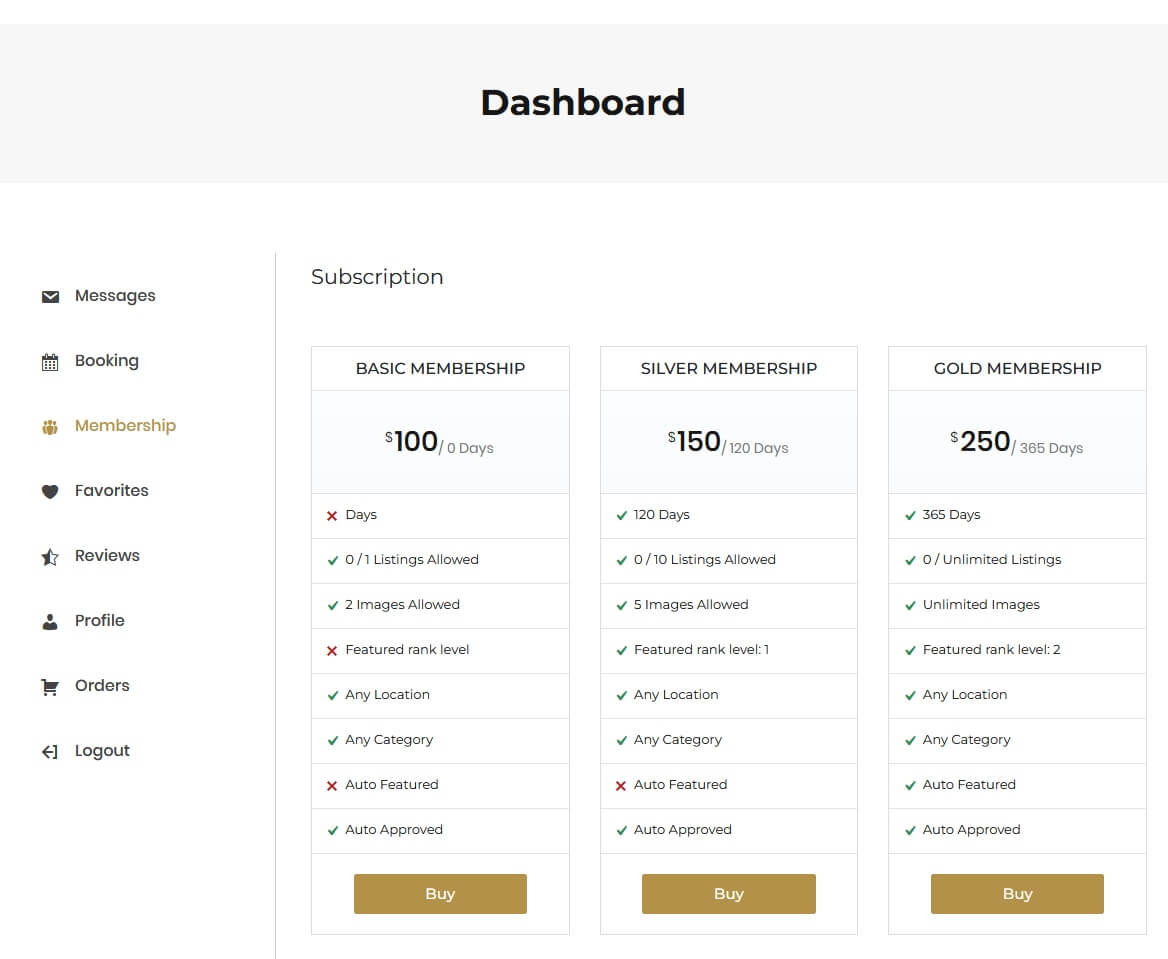 Dashboard
Messages
Booking
Membership
Favorites
Reviews
Profile
Orders
Logout
Subscription
BASIC MEMBERSHIP
$100/ 0 Days
Days
0 / 1 Listings Allowed
2 Images Allowed
Featured rank level
Any Location
Any Category
Auto Featured
Auto Approved
Buy
SILVER MEMBERSHIP
$150/ 120 Days
120 Days
0 / 10 Listings Allowed
5 Images Allowed
Featured rank level: 1
Any Location
Any Category
Auto Featured
Auto Approved
Buy
GOLD MEMBERSHIP
$250/ 365 Days
365 Days
0 / Unlimited Listings
Unlimited Images
Featured rank level: 2
Any Location
Any Category
Auto Featured
Auto Approved
Buy